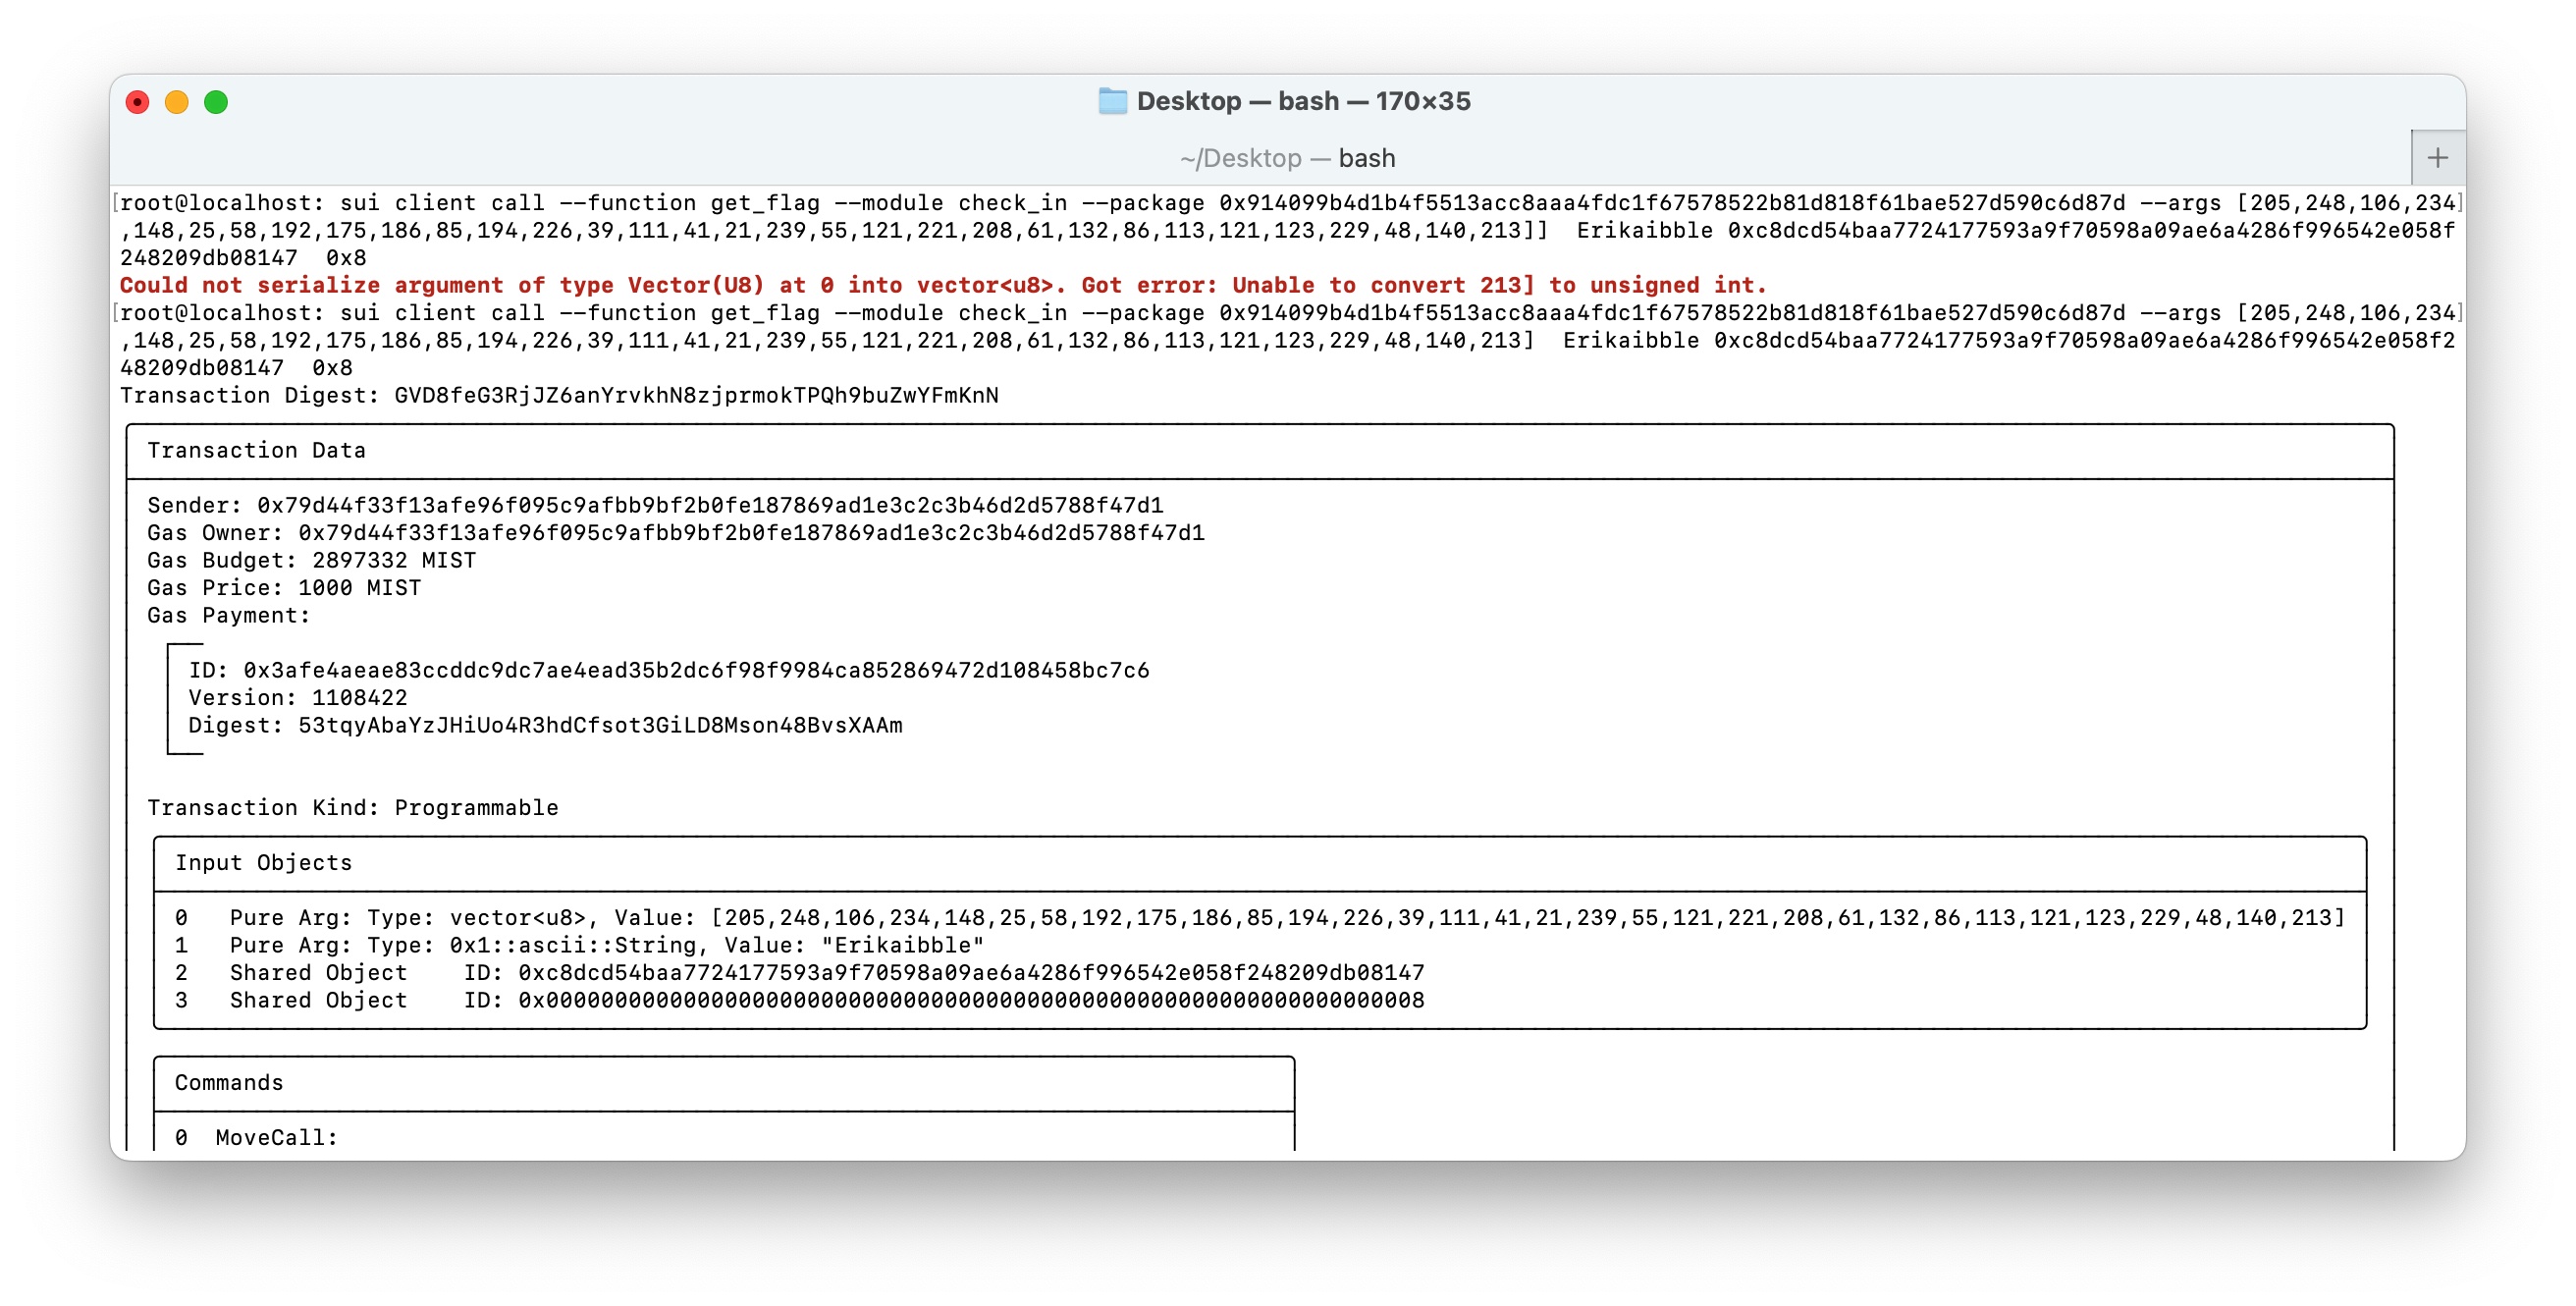 Desktop — bash — 170×35
~/Desktop — bash
[root@localhost: sui client call --function get_flag --module check_in --package 0x914099b4d1b4f5513acc8aaa4fdc1f67578522b81d818f61bae527d590c6d87d --args [205,248,106,234]
,148,25,58,192,175,186,85,194,226,39,111,41,21,239,55,121,221,208,61,132,86,113,121,123,229,48,140,213]]  Erikaibble 0xc8dcd54baa7724177593a9f70598a09ae6a4286f996542e058f
248209db08147  0x8
Could not serialize argument of type Vector(U8) at 0 into vector<u8>. Got error: Unable to convert 213] to unsigned int.
[root@localhost: sui client call --function get_flag --module check_in --package 0x914099b4d1b4f5513acc8aaa4fdc1f67578522b81d818f61bae527d590c6d87d --args [205,248,106,234]
,148,25,58,192,175,186,85,194,226,39,111,41,21,239,55,121,221,208,61,132,86,113,121,123,229,48,140,213]  Erikaibble 0xc8dcd54baa7724177593a9f70598a09ae6a4286f996542e058f2
48209db08147  0x8
Transaction Digest: GVD8feG3RjJZ6anYrvkhN8zjprmokTPQh9buZwYFmKnN
Transaction Data
Sender: 0x79d44f33f13afe96f095c9afbb9bf2b0fe187869ad1e3c2c3b46d2d5788f47d1
Gas Owner: 0x79d44f33f13afe96f095c9afbb9bf2b0fe187869ad1e3c2c3b46d2d5788f47d1
Gas Budget: 2897332 MIST
Gas Price: 1000 MIST
Gas Payment:
ID: 0x3afe4aeae83ccddc9dc7ae4ead35b2dc6f98f9984ca852869472d108458bc7c6
Version: 1108422
Digest: 53tqyAbaYzJHiUo4R3hdCfsot3GiLD8Mson48BvsXAAm
Transaction Kind: Programmable
Input Objects
0   Pure Arg: Type: vector<u8>, Value: [205,248,106,234,148,25,58,192,175,186,85,194,226,39,111,41,21,239,55,121,221,208,61,132,86,113,121,123,229,48,140,213]
1   Pure Arg: Type: 0x1::ascii::String, Value: "Erikaibble"
2   Shared Object    ID: 0xc8dcd54baa7724177593a9f70598a09ae6a4286f996542e058f248209db08147
3   Shared Object    ID: 0x0000000000000000000000000000000000000000000000000000000000000008
Commands
0  MoveCall: